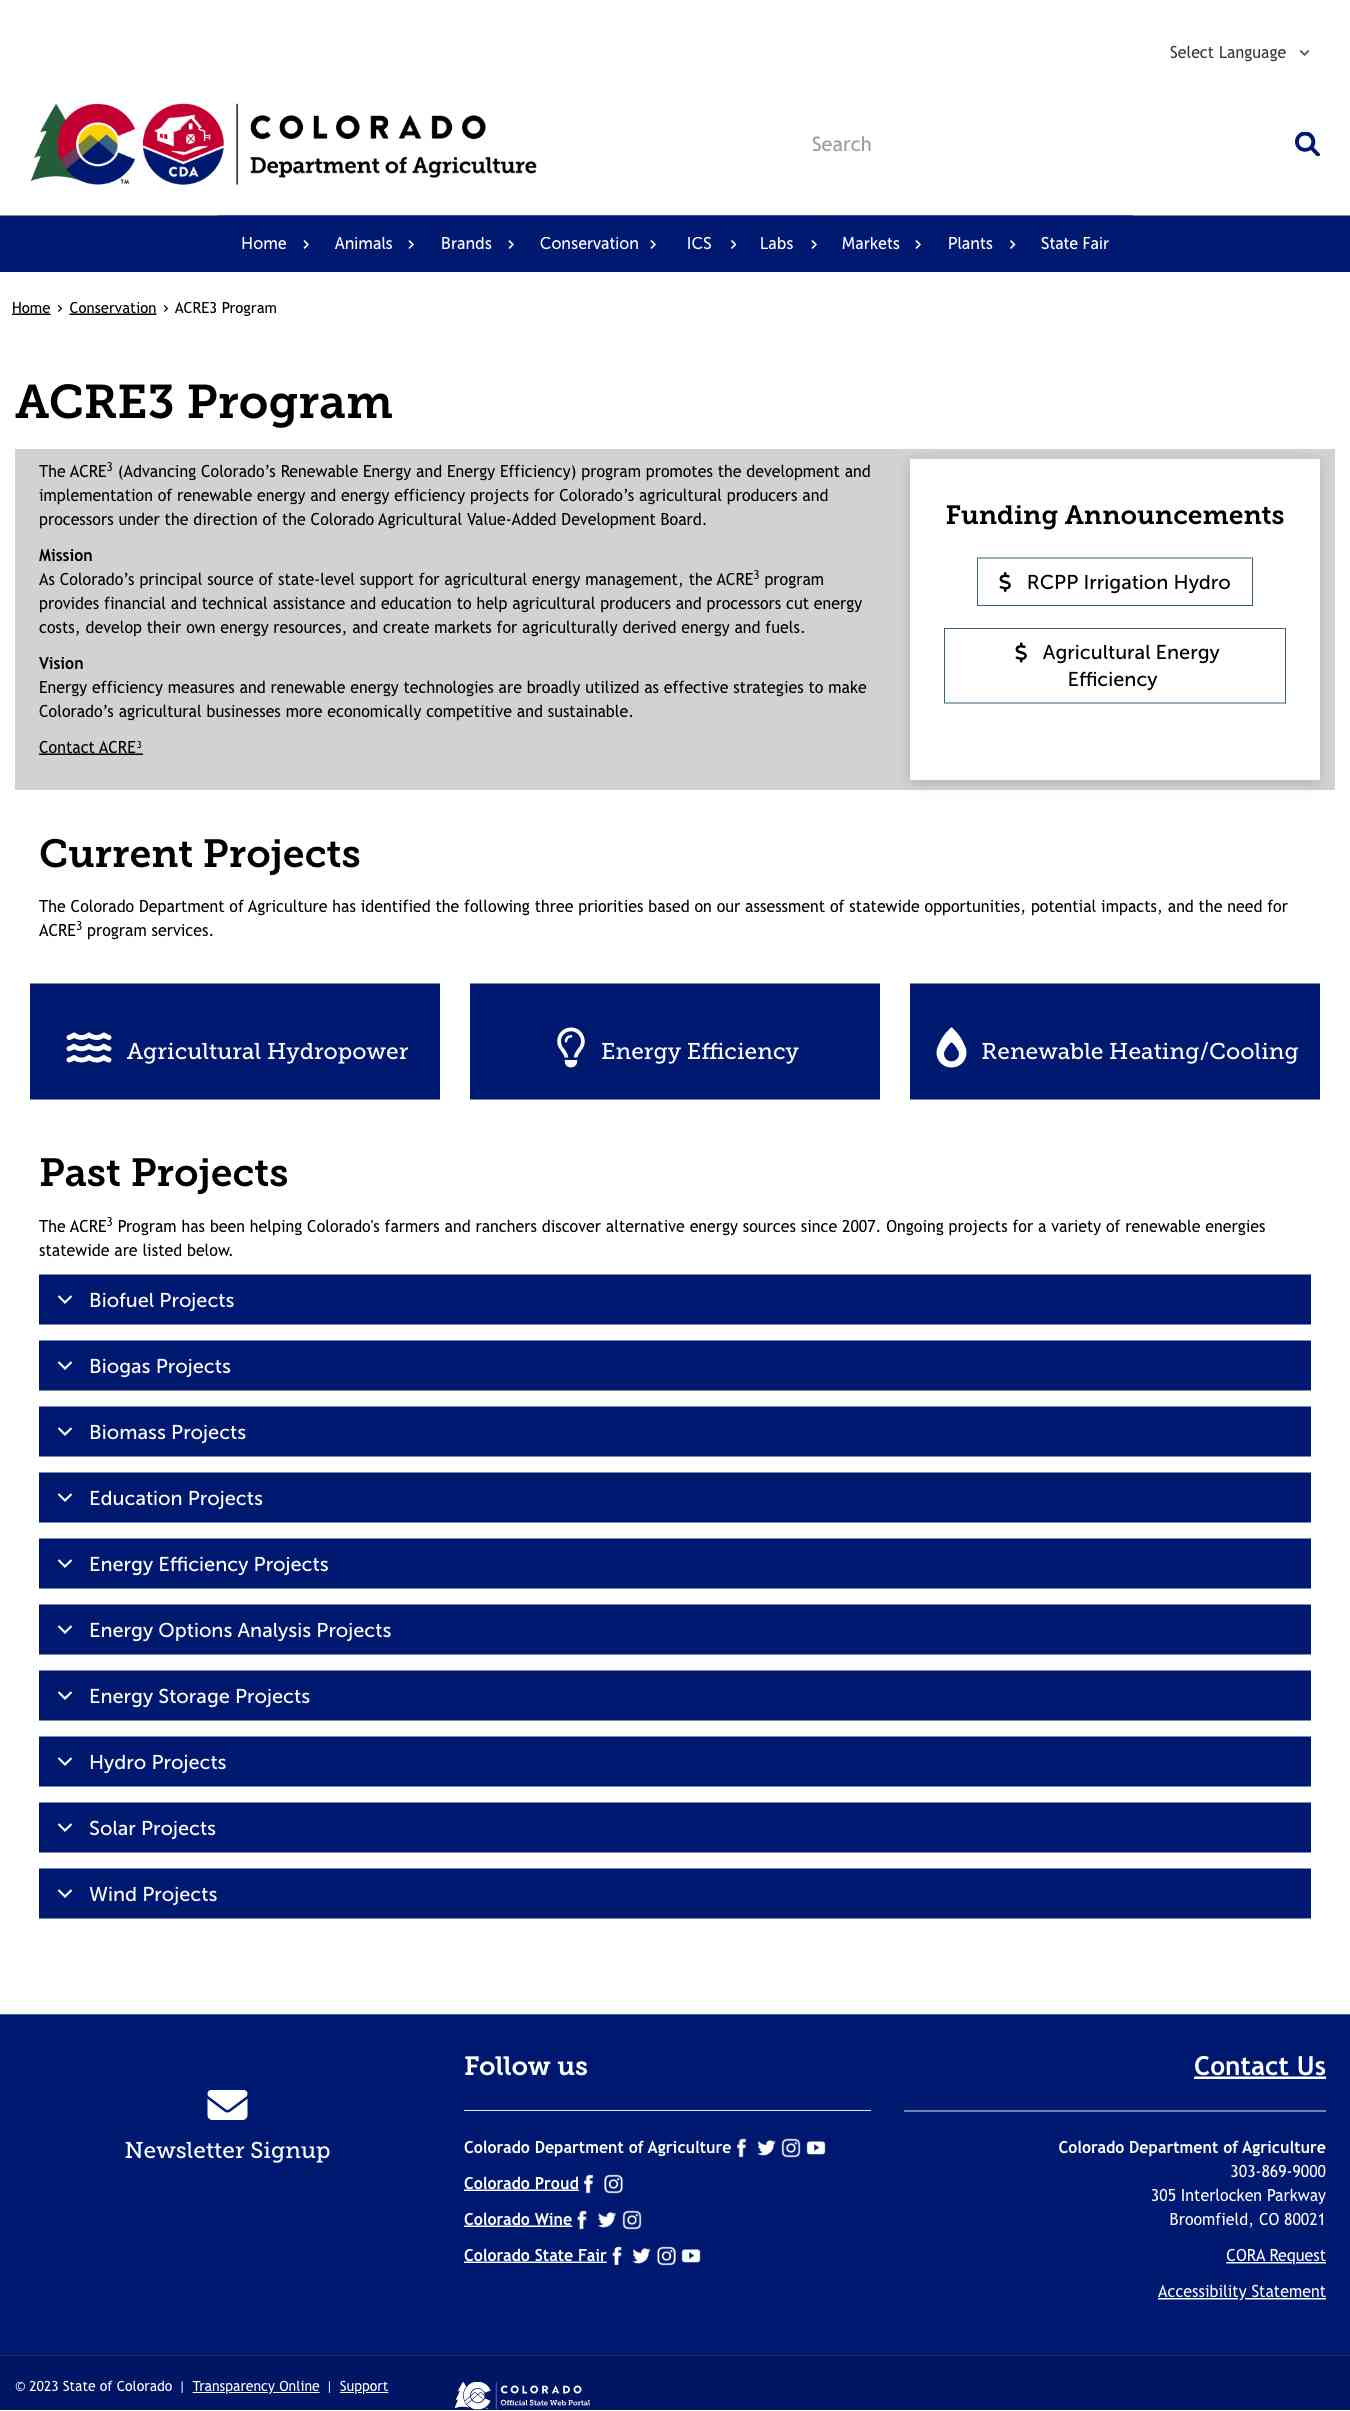 Select Language
COLORADO
Department of Agriculture
CDA
TM
Search
Home Animals Brands Conservation ICS Labs Markets Plants State Fair
Home › Conservation › ACRE3 Program
ACRE3 Program
The ACRE³ (Advancing Colorado’s Renewable Energy and Energy Efficiency) program promotes the development and
implementation of renewable energy and energy efficiency projects for Colorado’s agricultural producers and
processors under the direction of the Colorado Agricultural Value-Added Development Board.
Mission
As Colorado’s principal source of state-level support for agricultural energy management, the ACRE³ program
provides financial and technical assistance and education to help agricultural producers and processors cut energy
costs, develop their own energy resources, and create markets for agriculturally derived energy and fuels.
Vision
Energy efficiency measures and renewable energy technologies are broadly utilized as effective strategies to make
Colorado’s agricultural businesses more economically competitive and sustainable.
Contact ACRE³
Funding Announcements
$ RCPP Irrigation Hydro
$ Agricultural Energy
Efficiency
Current Projects
The Colorado Department of Agriculture has identified the following three priorities based on our assessment of statewide opportunities, potential impacts, and the need for
ACRE³ program services.
Agricultural Hydropower
Energy Efficiency
Renewable Heating/Cooling
Past Projects
The ACRE³ Program has been helping Colorado's farmers and ranchers discover alternative energy sources since 2007. Ongoing projects for a variety of renewable energies
statewide are listed below.
Biofuel Projects
Biogas Projects
Biomass Projects
Education Projects
Energy Efficiency Projects
Energy Options Analysis Projects
Energy Storage Projects
Hydro Projects
Solar Projects
Wind Projects
Newsletter Signup
Follow us
Colorado Department of Agriculture
Colorado Proud
Colorado Wine
Colorado State Fair
Contact Us
Colorado Department of Agriculture
303-869-9000
305 Interlocken Parkway
Broomfield, CO 80021
CORA Request
Accessibility Statement
© 2023 State of Colorado | Transparency Online | Support
COLORADO
Official State Web Portal